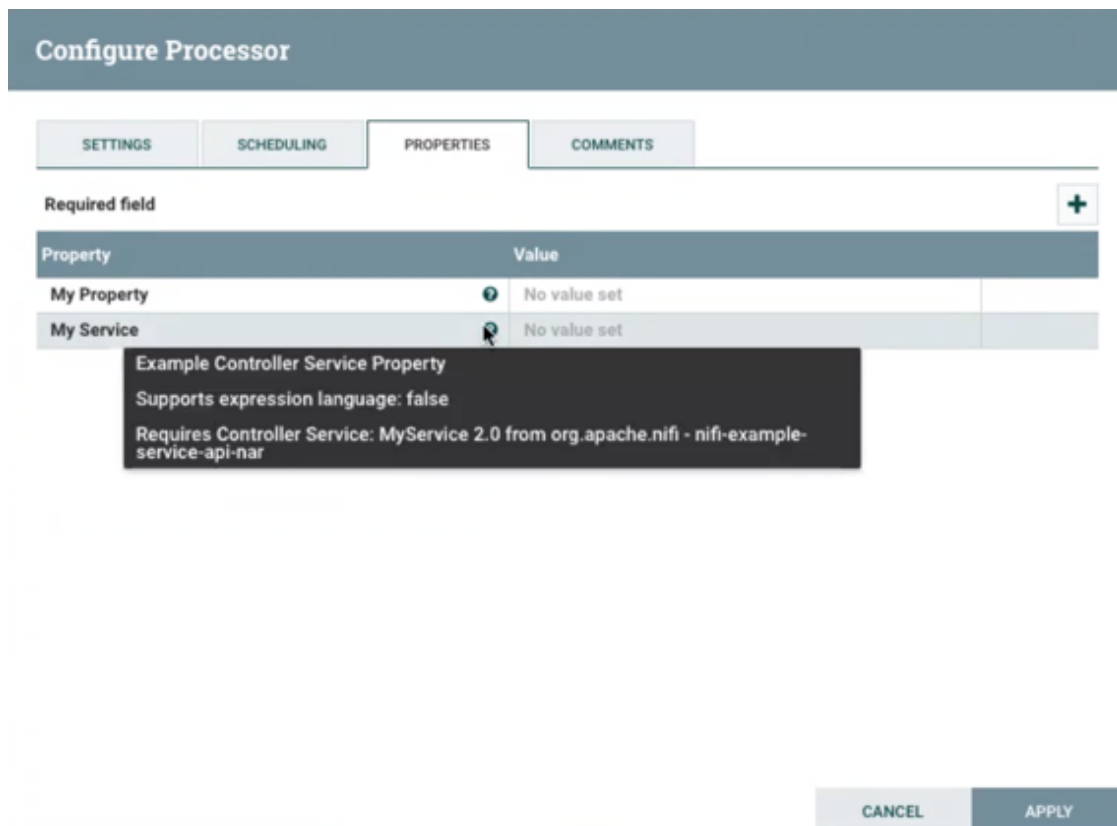 Configure Processor
SETTINGS SCHEDULING PROPERTIES COMMENTS
Required field
Property Value
My Property No value set
My Service No value set
Example Controller Service Property
Supports expression language: false
Requires Controller Service: MyService 2.0 from org.apache.nifi - nifi-example-
service-api-nar
CANCEL APPLY